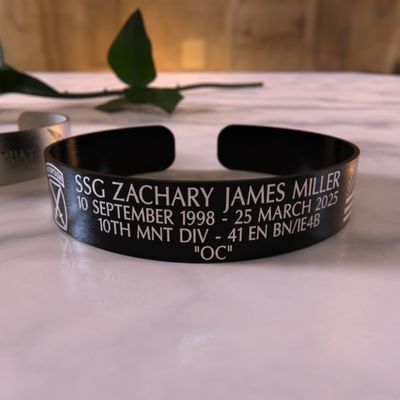 SSG ZACHARY JAMES MILLER
10 SEPTEMBER 1998 - 25 MARCH 2025
10TH MNT DIV - 41 EN BN/IE4B
"OC"